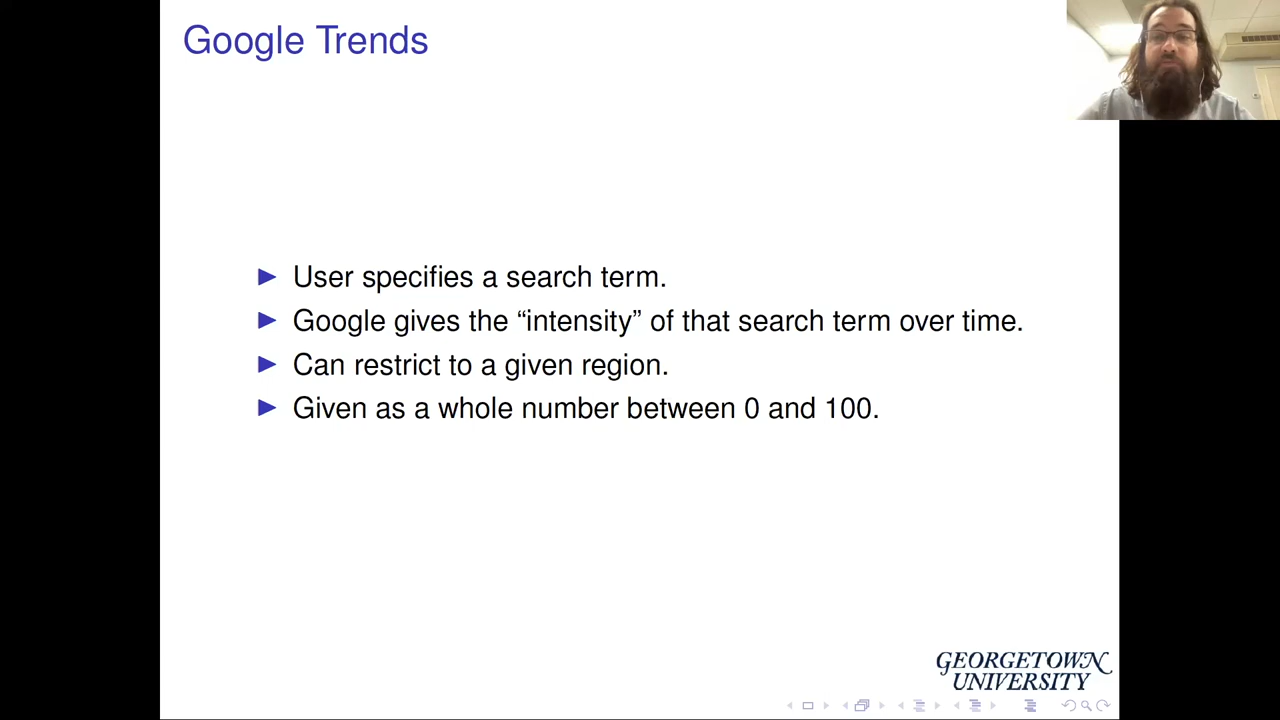 Google Trends
User specifies a search term.
Google gives the “intensity” of that search term over time.
Can restrict to a given region.
Given as a whole number between 0 and 100.
GEORGETOWN
UNIVERSITY